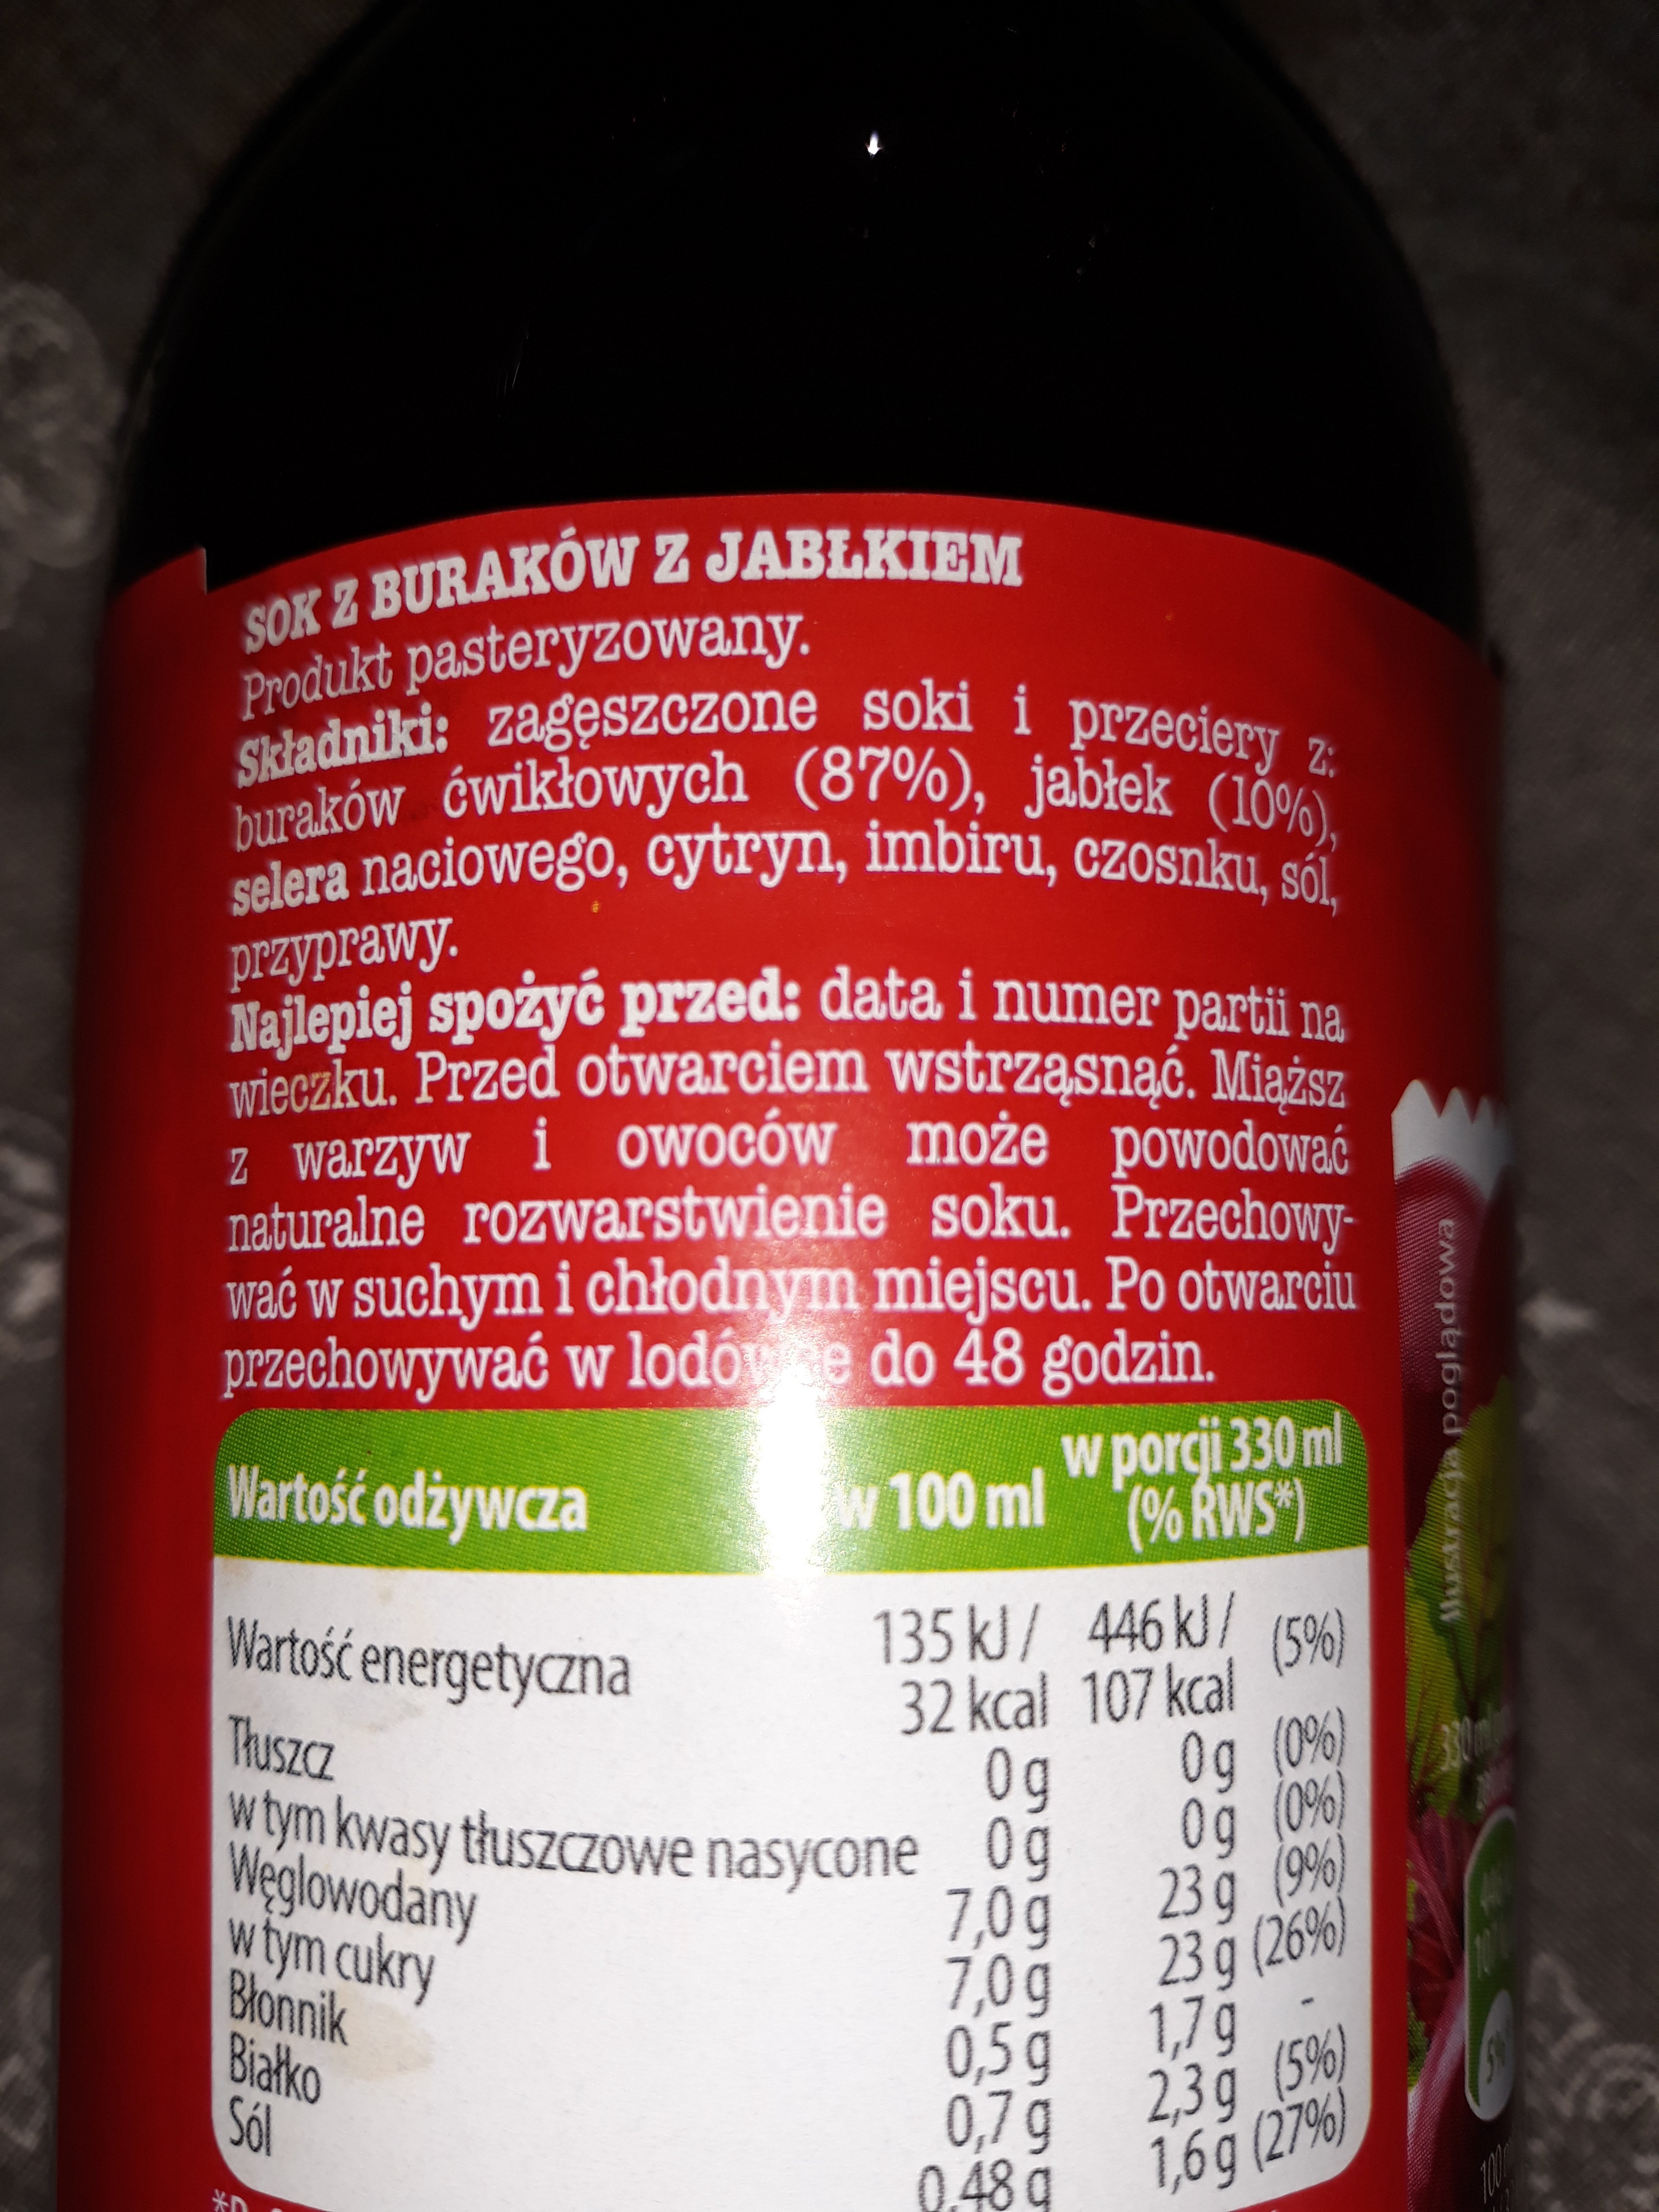 SOK Z BURAKÓW Z JABŁKIEM
Produkt pasteryzowany.
Składniki: zagęszczone soki i przeciery z:
buraków ćwikłowych (87%), jabłek (10%),
selera naciowego, cytryn, imbiru, czosnku, sól,
przyprawy.
Najlepiej spożyć przed: data i numer partii na
wieczku. Przed otwarciem wstrząsnąć. Miąższ
z warzyw i owoców może powodować
naturalne rozwarstwienie soku. Przechowy-
wać w suchym i chłodnym miejscu. Po otwarciu
przechowywać w lodówce do 48 godzin.
Wartość odżywcza w 100 ml w porcji 330 ml (% RWS*)
Wartość energetyczna 135 kJ / 446 kJ / (5%)
32 kcal 107 kcal
Tłuszcz 0 g 0 g (0%)
w tym kwasy tłuszczowe nasycone 0 g 0 g (0%)
Węglowodany 7,0 g 23 g (9%)
w tym cukry 7,0 g 23 g (26%)
Błonnik 0,5 g 1,7 g -
Białko 0,7 g 2,3 g (5%)
Sól 0,48 g 1,6 g (27%)
Ilustracja poglądowa